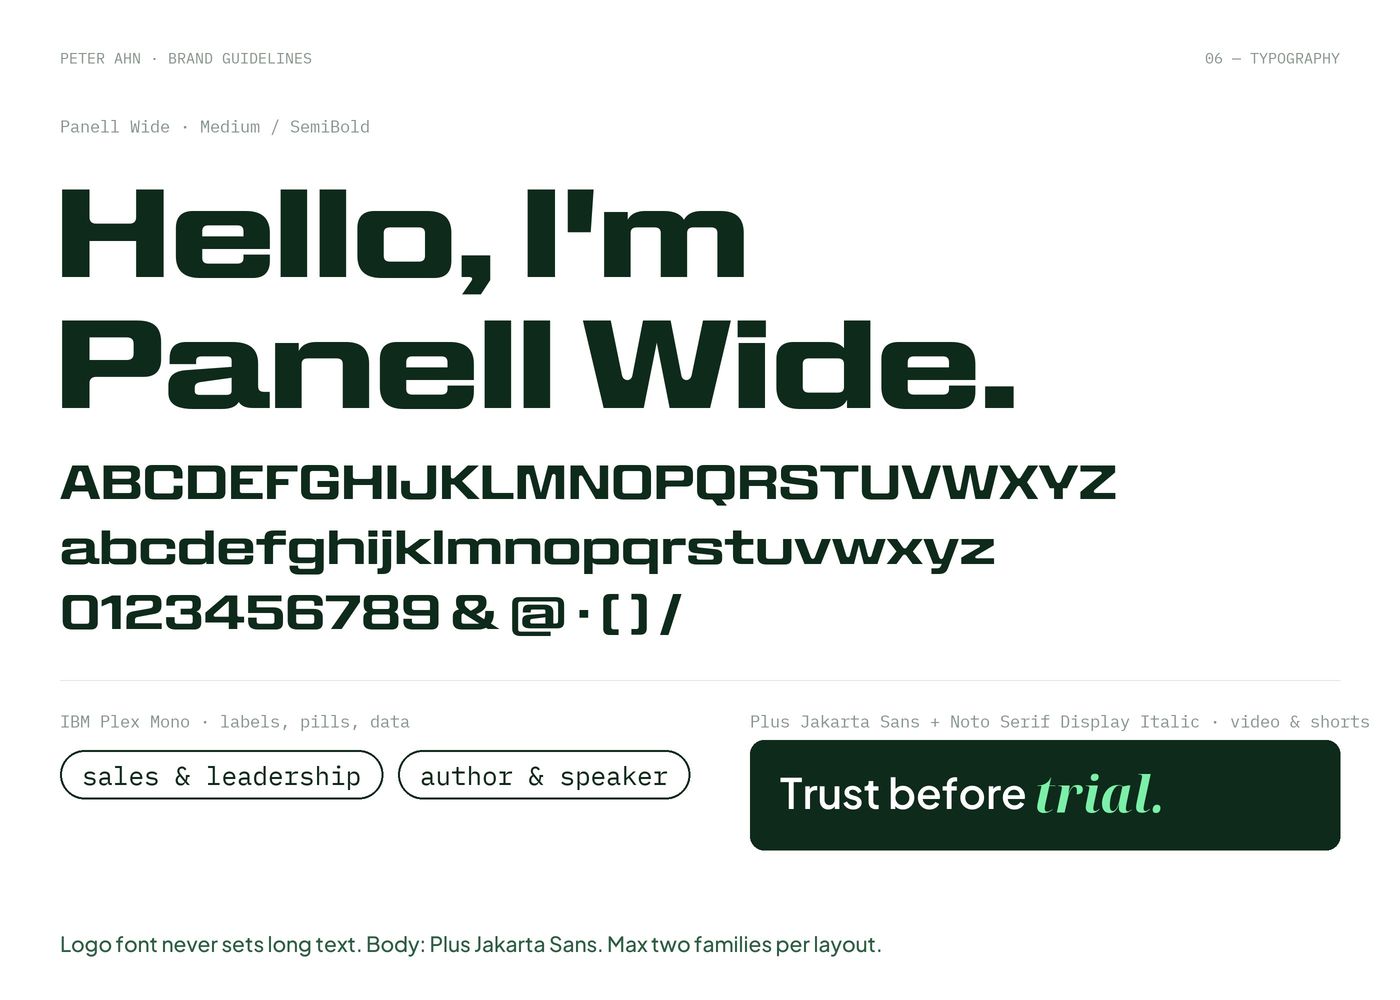 PETER AHN · BRAND GUIDELINES
06 — TYPOGRAPHY
Panell Wide · Medium / SemiBold
Hello, I'm
Panell Wide.
ABCDEFGHIJKLMNOPQRSTUVWXYZ
abcdefghijklmnopqrstuvwxyz
0123456789 & @ · [ ] /
IBM Plex Mono · labels, pills, data
sales & leadership
author & speaker
Plus Jakarta Sans + Noto Serif Display Italic · video & shorts
Trust before trial.
Logo font never sets long text. Body: Plus Jakarta Sans. Max two families per layout.